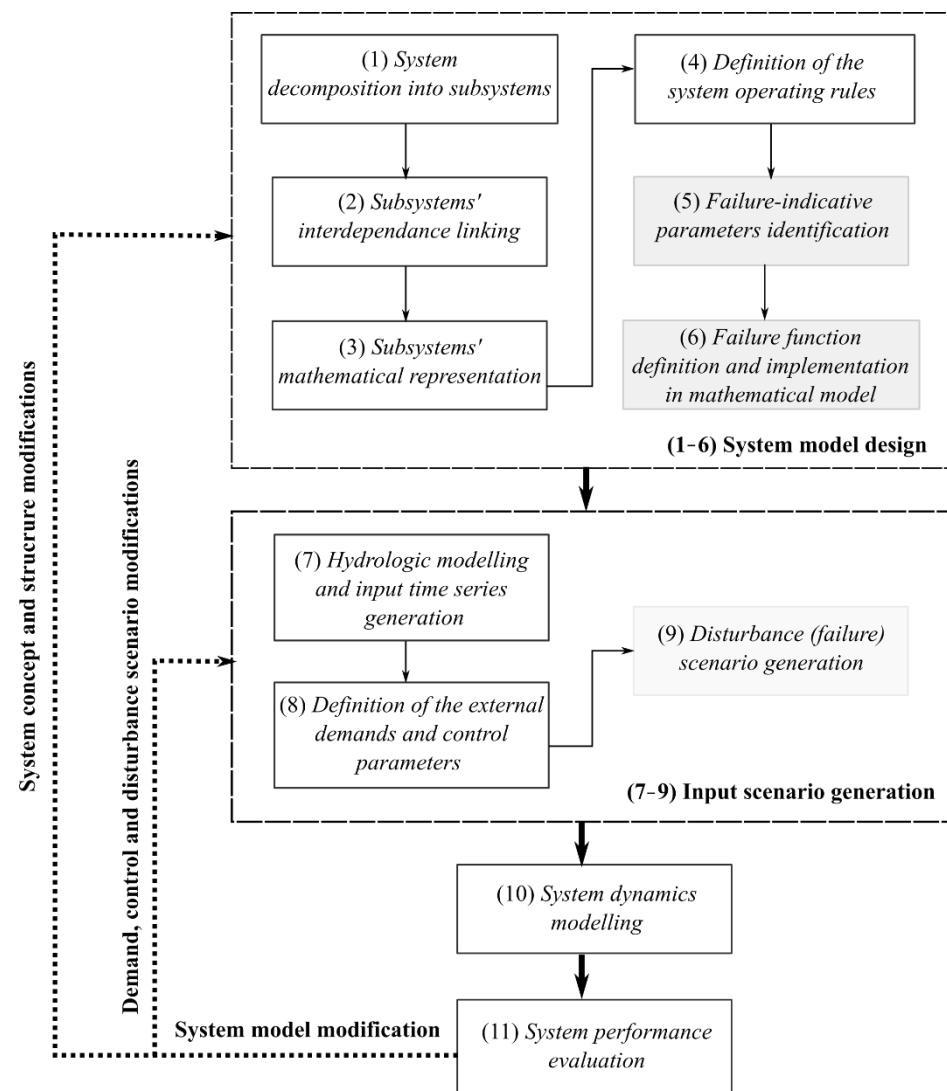 (1) System
decomposition into subsystems
(2) Subsystems'
interdependance linking
(3) Subsystems'
mathematical representation
(4) Definition of the
system operating rules
(5) Failure-indicative
parameters identification
(6) Failure function
definition and implementation
in mathematical model
(1-6) System model design
(7) Hydrologic modelling
and input time series
generation
(8) Definition of the external
demands and control
parameters
(9) Disturbance (failure)
scenario generation
(7-9) Input scenario generation
(10) System dynamics
modelling
(11) System performance
evaluation
System model modification
Demand, control and disturbance scenario modifications
System concept and strucrure modifications